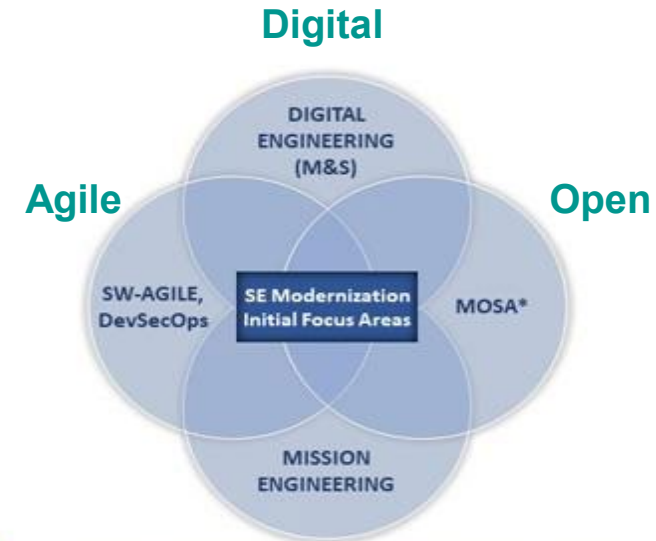 Digital
DIGITAL
ENGINEERING
(M&S)
Agile
Open
SW-AGILE,
DevSecOps
SE Modernization
Initial Focus Areas
MOSA*
MISSION
ENGINEERING